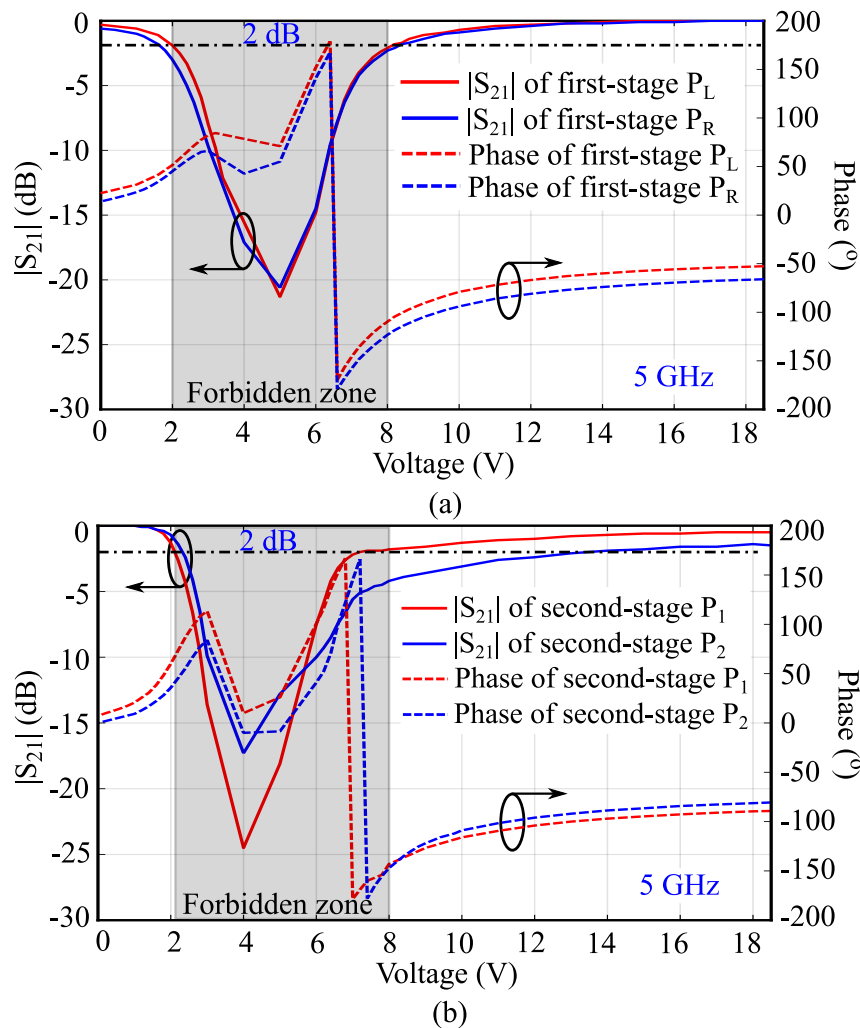 (a)
0
-5
-10
-15
-20
-25
-30
|S21| (dB)
2 dB
|S21| of first-stage PL
|S21| of first-stage PR
Phase of first-stage PL
Phase of first-stage PR
Forbidden zone
5 GHz
200
150
100
50
0
-50
-100
-150
-200
Phase (o)
0 2 4 6 8 10 12 14 16 18
Voltage (V)
(a)
0
-5
-10
-15
-20
-25
-30
|S21| (dB)
2 dB
|S21| of second-stage P1
|S21| of second-stage P2
Phase of second-stage P1
Phase of second-stage P2
Forbidden zone
5 GHz
200
150
100
50
0
-50
-100
-150
-200
Phase (o)
0 2 4 6 8 10 12 14 16 18
Voltage (V)
(b)